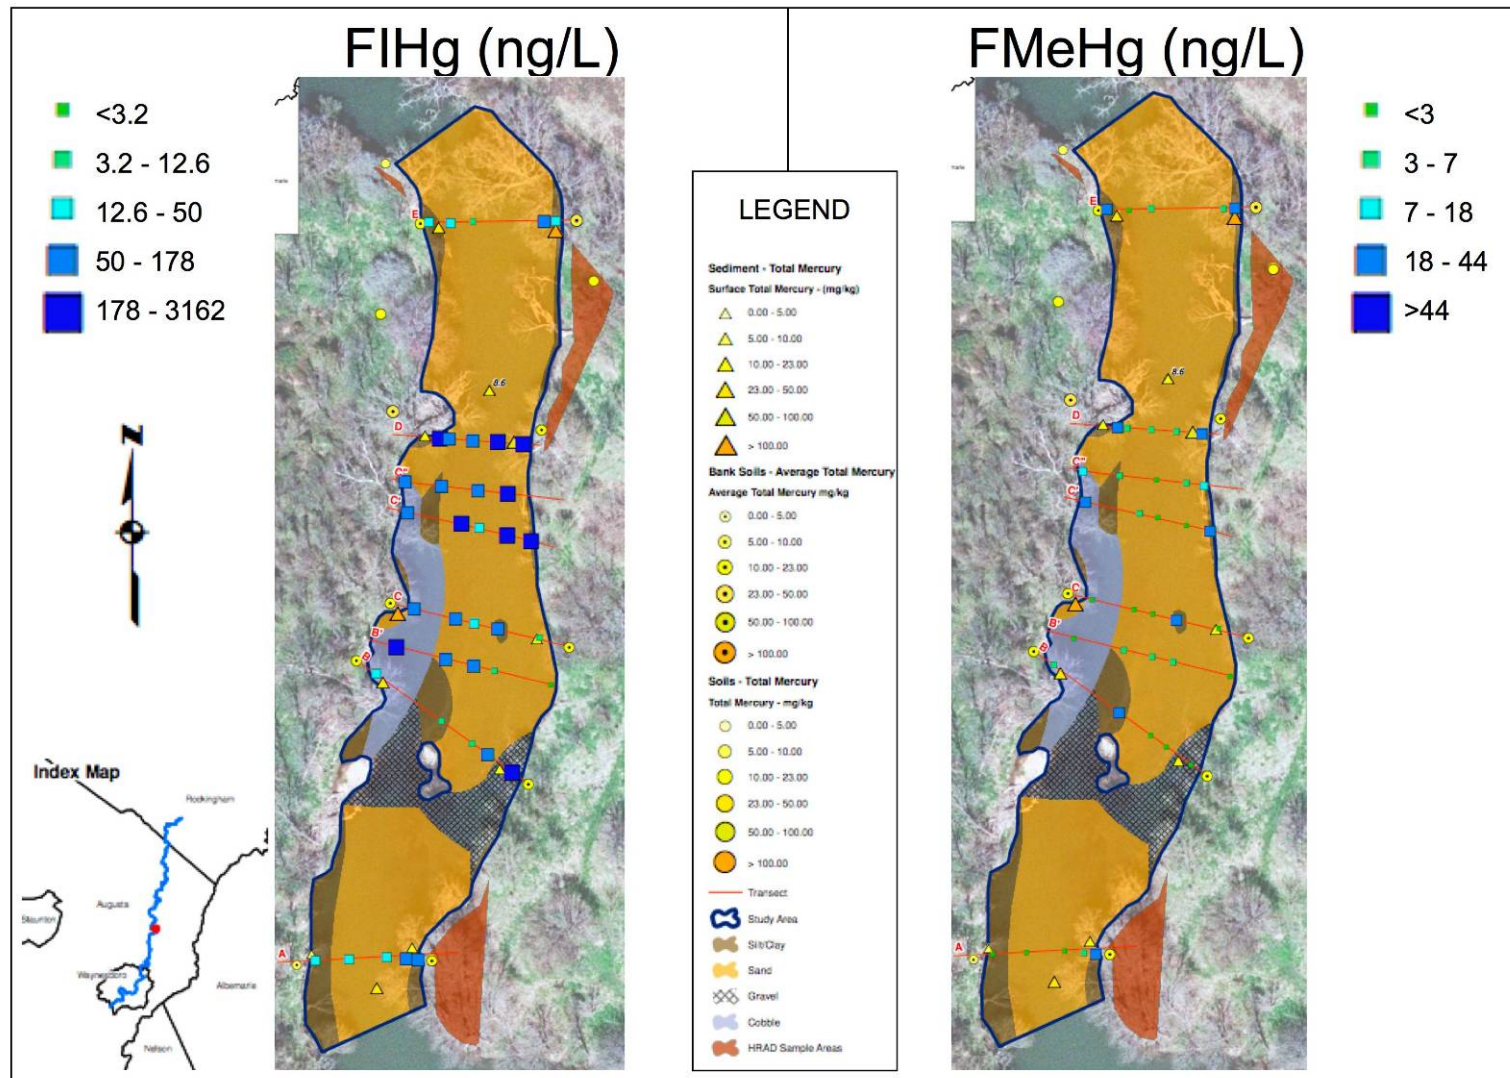 FIHg (ng/L)
FMeHg (ng/L)
<3.2
3.2 - 12.6
12.6 - 50
50 - 178
178 - 3162
<3
3 - 7
7 - 18
18 - 44
>44
E
8.6
D
C"
C'
C
B'
B
A
E
8.6
D
C"
C'
C
B'
B
A
LEGEND
Sediment - Total Mercury
Surface Total Mercury - (mg/kg)
0.00 - 5.00
5.00 - 10.00
10.00 - 23.00
23.00 - 50.00
50.00 - 100.00
> 100.00
Bank Soils - Average Total Mercury
Average Total Mercury mg/kg
0.00 - 5.00
5.00 - 10.00
10.00 - 23.00
23.00 - 50.00
50.00 - 100.00
> 100.00
Soils - Total Mercury
Total Mercury - mg/kg
0.00 - 5.00
5.00 - 10.00
10.00 - 23.00
23.00 - 50.00
50.00 - 100.00
> 100.00
Transect
Study Area
Silt/Clay
Sand
Gravel
Cobble
HRAD Sample Areas
N
Index Map
Rockingham
Augusta
Staunton
Waynesboro
Albemarle
Nelson